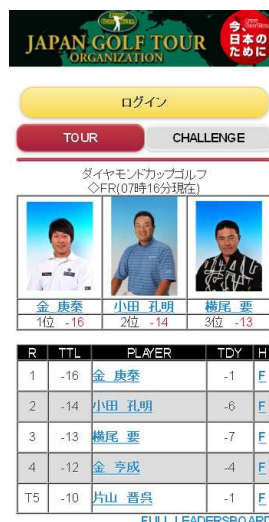 JAPAN GOLF TOUR
ORGANIZATION
今、
日本の
ために
ログイン
TOUR
CHALLENGE
ダイヤモンドカップゴルフ
◇FR(07時16分現在)
金 庚泰 小田 孔明 横尾 要
1位 -16 2位 -14 3位 -13
R TTL PLAYER TDY H
1 -16 金 庚泰 -1 F
2 -14 小田 孔明 -6 F
3 -13 横尾 要 -7 F
4 -12 金 亨成 -4 F
T5 -10 片山 晋呉 -1 F
FULL LEADERSBOARD